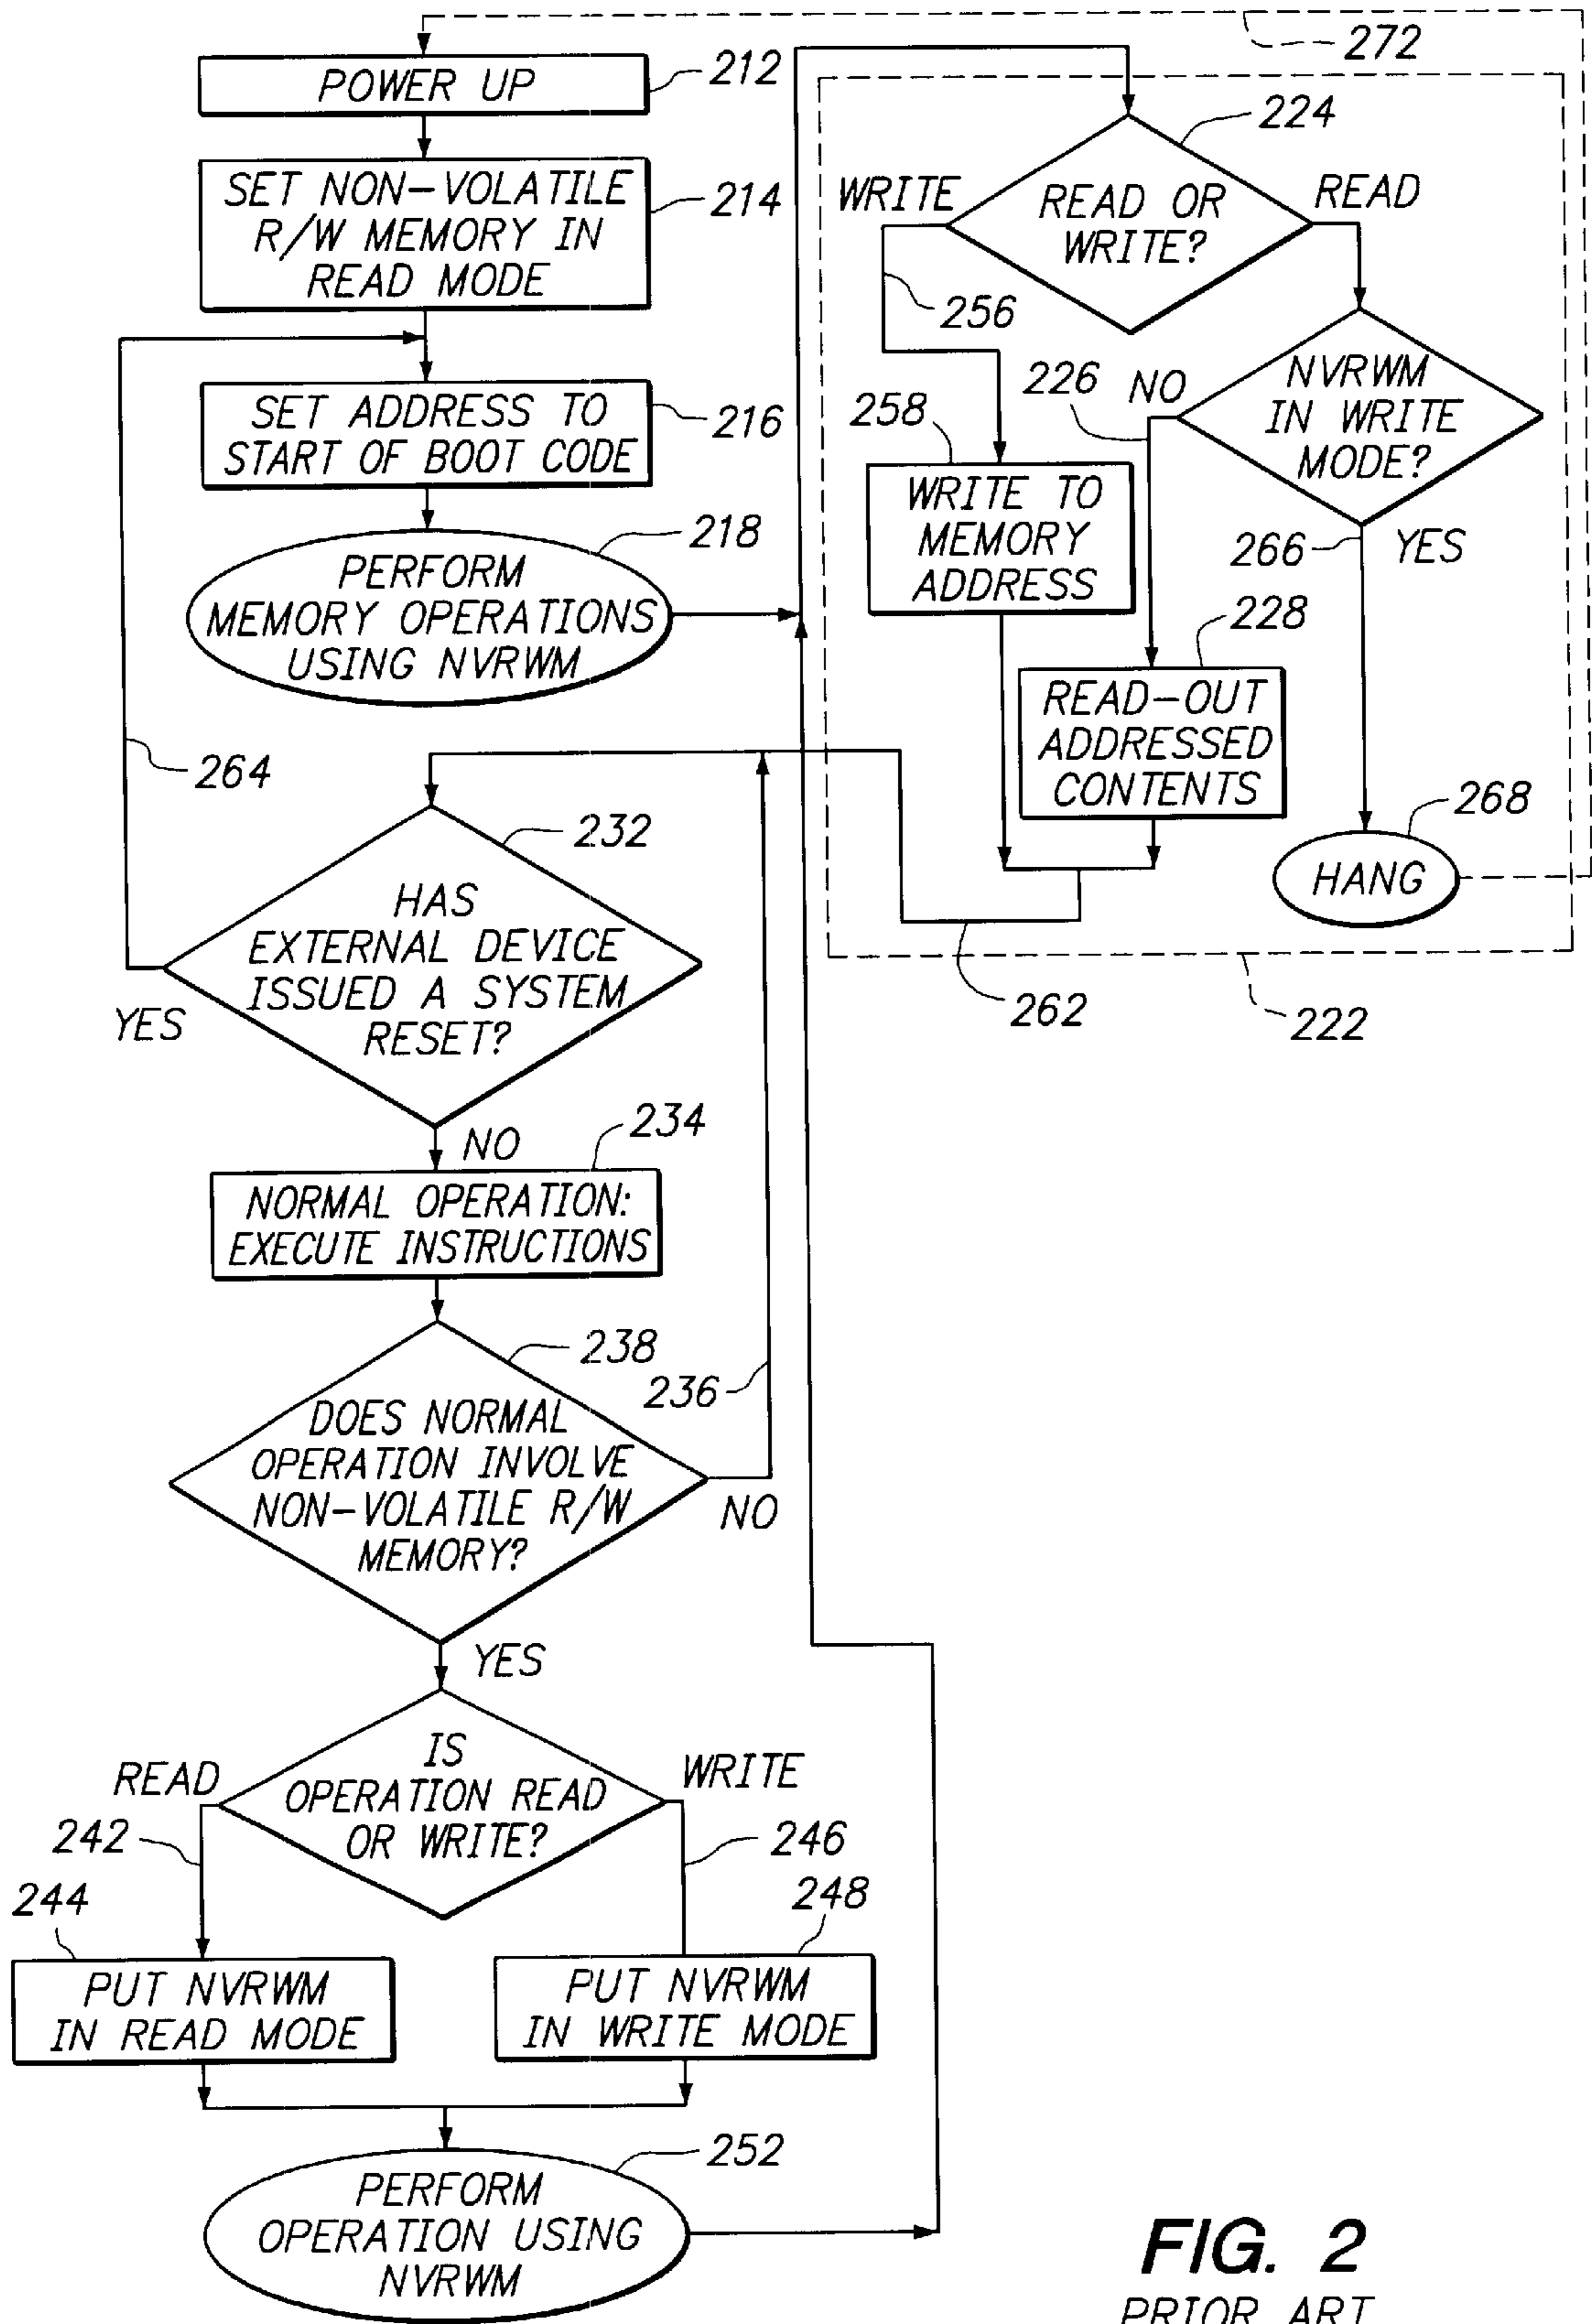 272
POWER UP
212
SET NON-VOLATILE
R/W MEMORY IN
READ MODE
214
SET ADDRESS TO
START OF BOOT CODE
216
PERFORM
MEMORY OPERATIONS
USING NVRWM
218
264
224
READ OR
WRITE?
WRITE
READ
256
258
WRITE TO
MEMORY
ADDRESS
226
NO
NVRWM
IN WRITE
MODE?
266
YES
228
READ-OUT
ADDRESSED
CONTENTS
268
HANG
262
222
232
HAS
EXTERNAL DEVICE
ISSUED A SYSTEM
RESET?
YES
NO
234
NORMAL OPERATION:
EXECUTE INSTRUCTIONS
238
236
DOES NORMAL
OPERATION INVOLVE
NON-VOLATILE R/W
MEMORY?
NO
YES
IS
OPERATION READ
OR WRITE?
READ
WRITE
242
246
244
248
PUT NVRWM
IN READ MODE
PUT NVRWM
IN WRITE MODE
252
PERFORM
OPERATION USING
NVRWM
FIG. 2
PRIOR ART